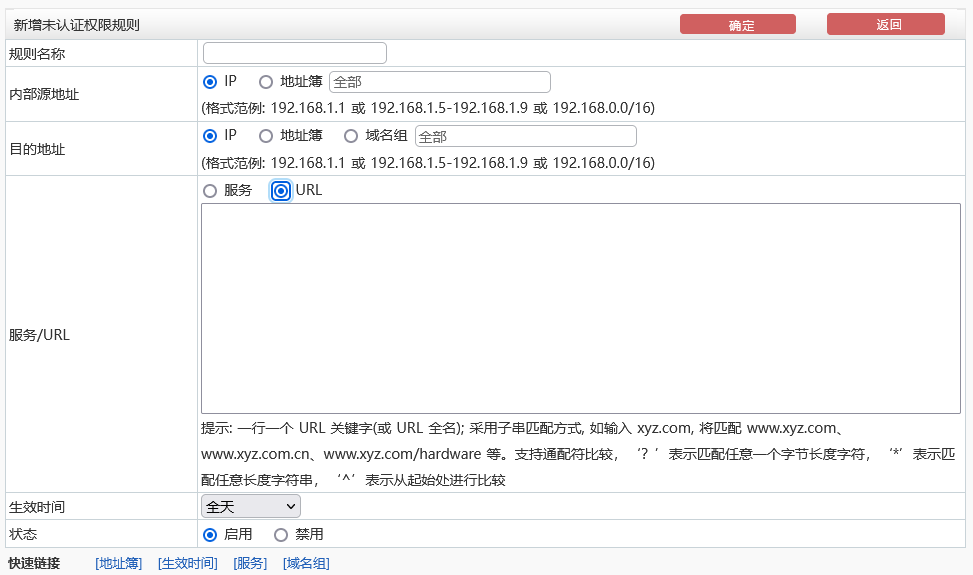 新增未认证权限规则 确定 返回
规则名称
内部源地址 IP 地址簿 全部
(格式范例: 192.168.1.1 或 192.168.1.5-192.168.1.9 或 192.168.0.0/16)
目的地址 IP 地址簿 域名组 全部
(格式范例: 192.168.1.1 或 192.168.1.5-192.168.1.9 或 192.168.0.0/16)
服务 URL
服务/URL
提示: 一行一个 URL 关键字(或 URL 全名); 采用子串匹配方式, 如输入 xyz.com, 将匹配 www.xyz.com、
www.xyz.com.cn、www.xyz.com/hardware 等。支持通配符比较，‘？’表示匹配任意一个字节长度字符，‘*’表示匹
配任意长度字符串，‘^’表示从起始处进行比较
生效时间 全天
状态 启用 禁用
快速链接 [地址簿] [生效时间] [服务] [域名组]